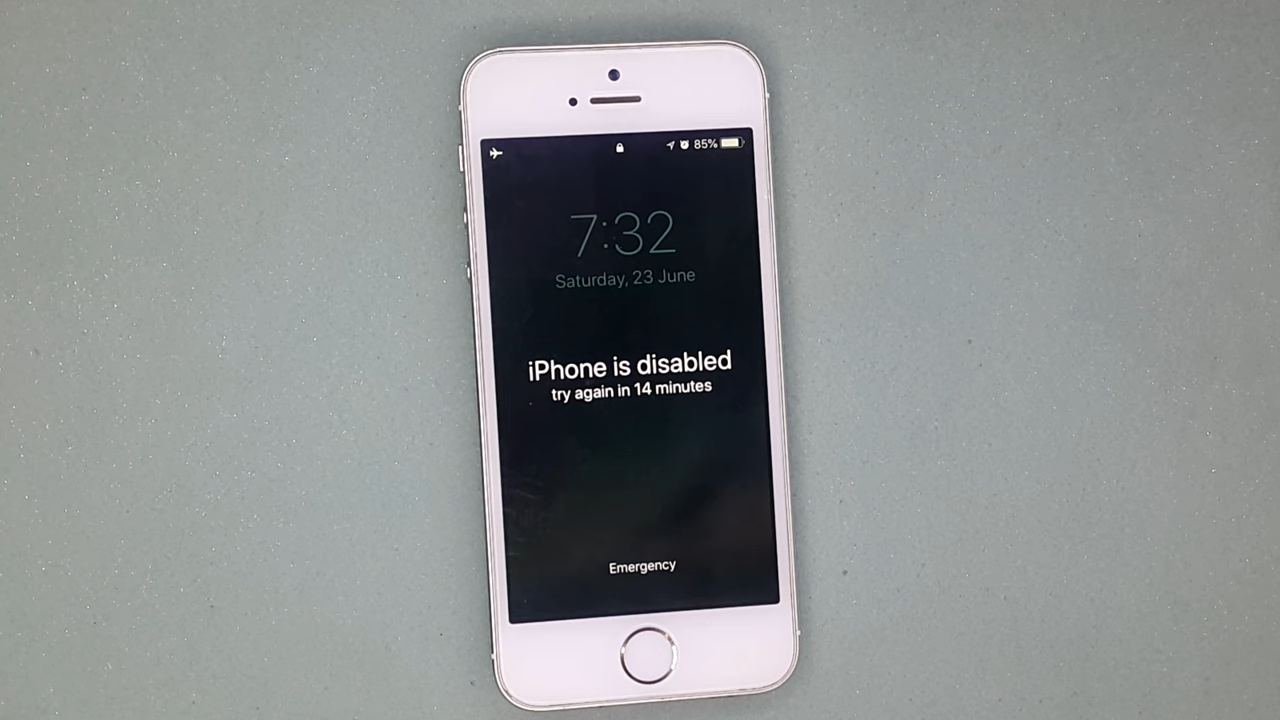 85%
7:32
Saturday, 23 June
iPhone is disabled
try again in 14 minutes
Emergency